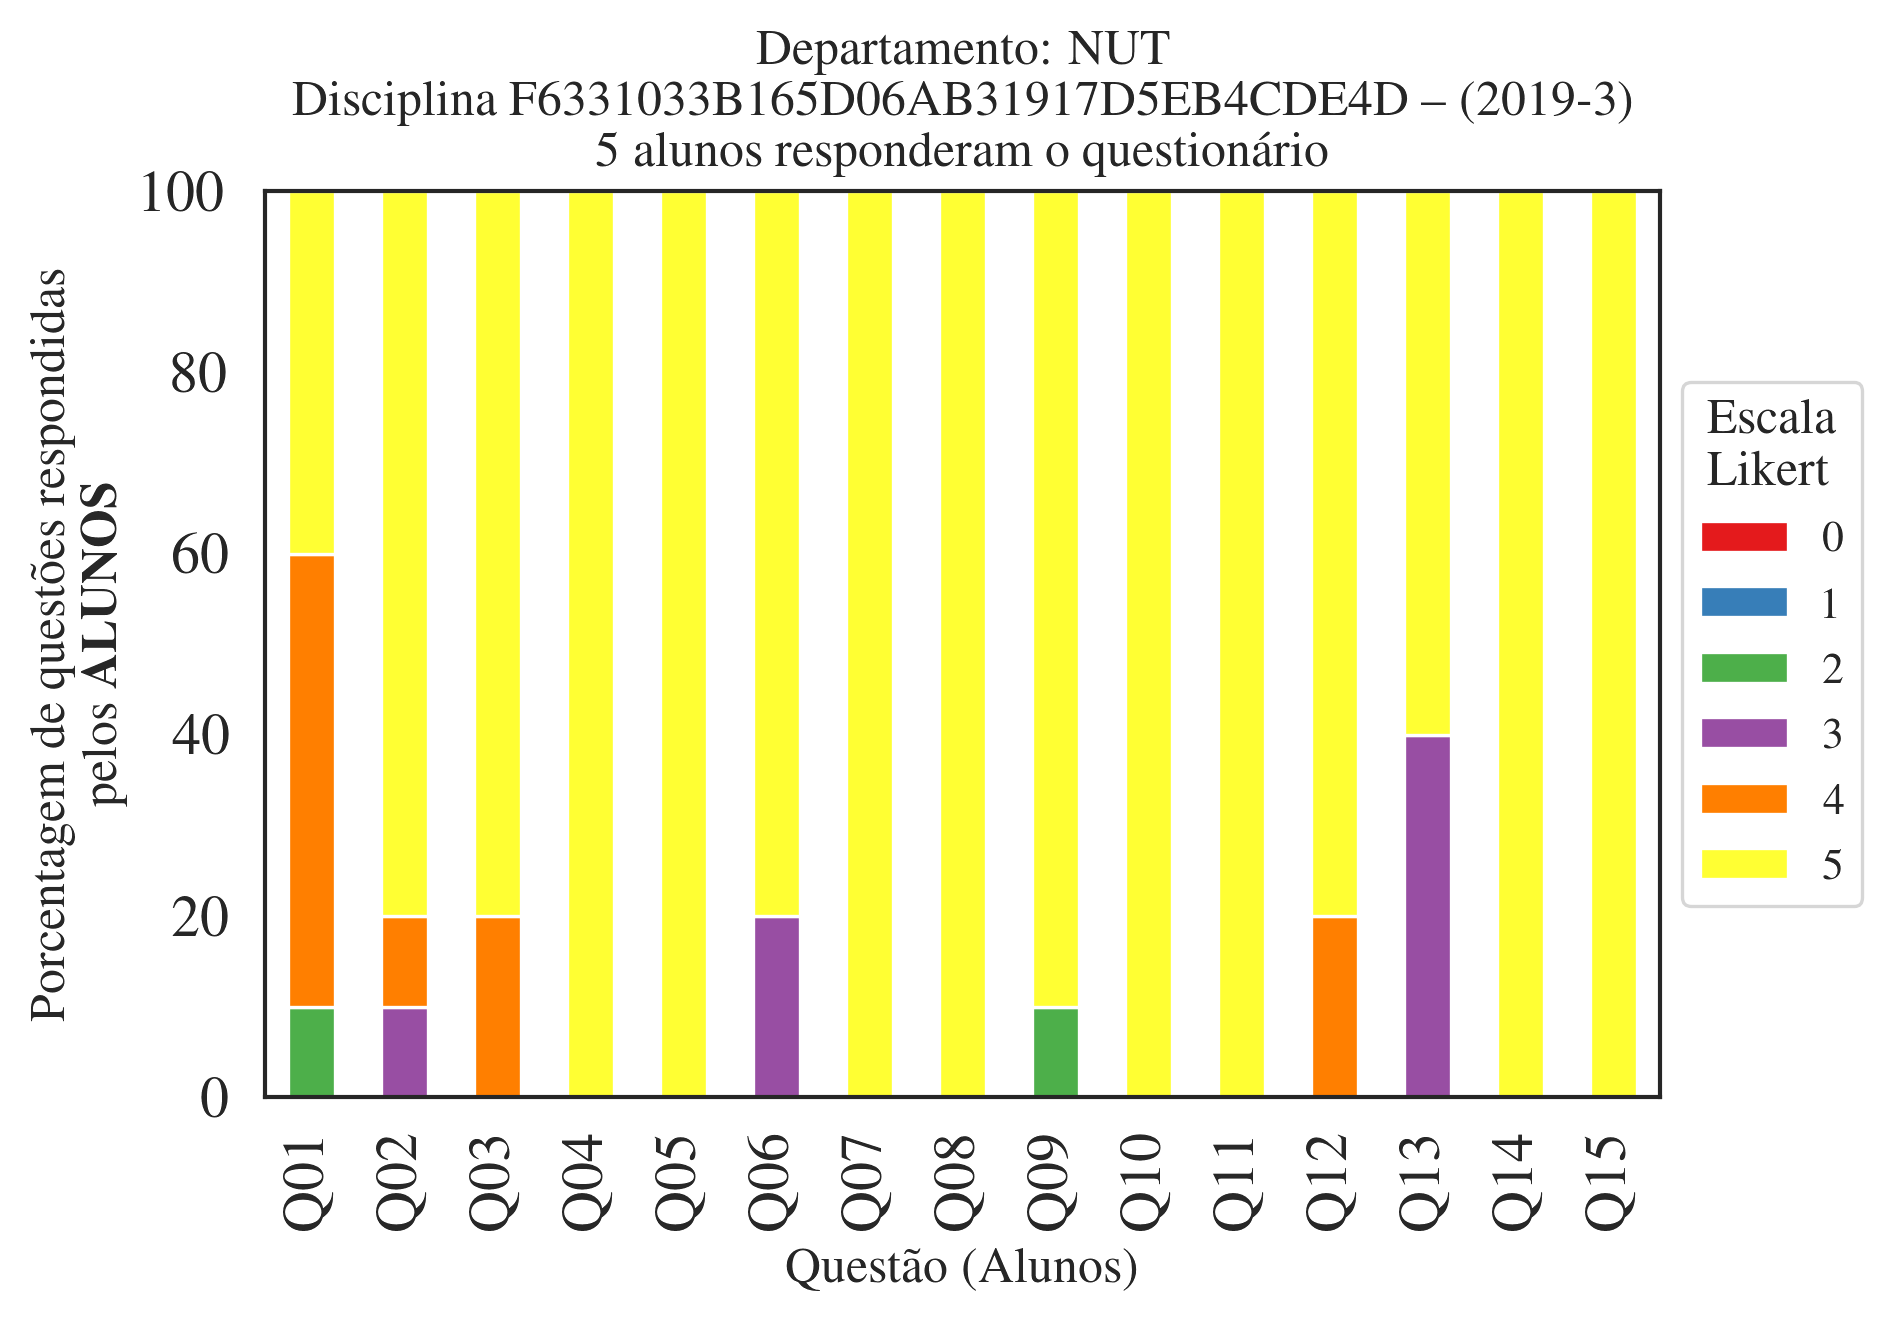 Departamento: NUT
Disciplina F6331033B165D06AB31917D5EB4CDE4D – (2019-3)
5 alunos responderam o questionário
Porcentagem de questões respondidas
pelos ALUNOS
100
80
60
40
20
0
Q01
Q02
Q03
Q04
Q05
Q06
Q07
Q08
Q09
Q10
Q11
Q12
Q13
Q14
Q15
Questão (Alunos)
Escala
Likert
0
1
2
3
4
5